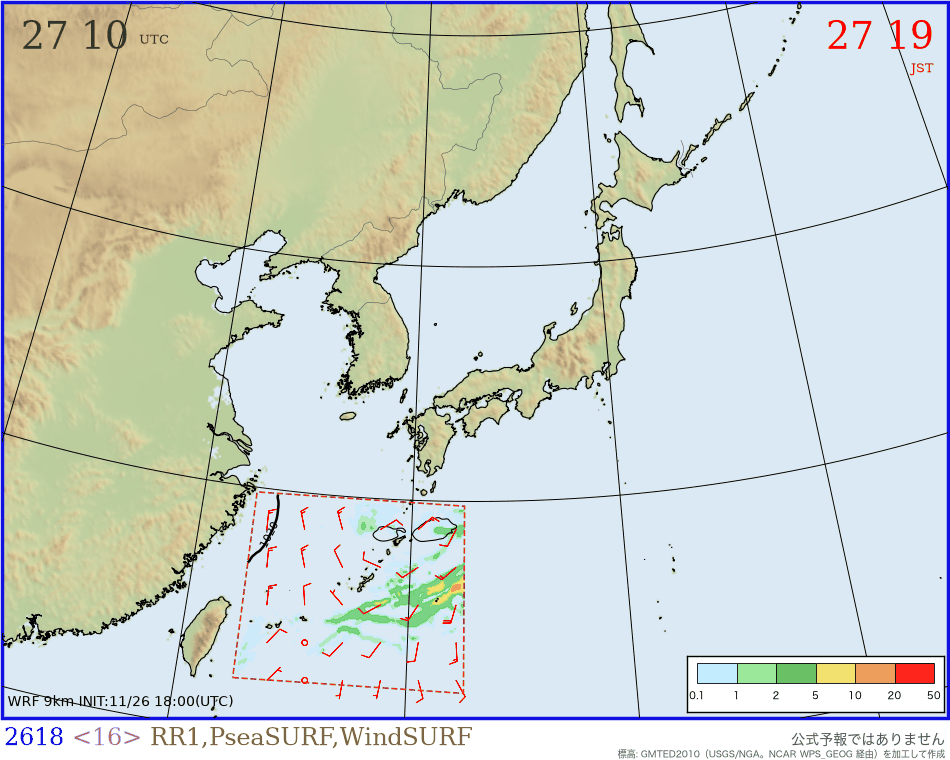 27 10 UTC
27 19
JST
0.1 1 2 5 10 20 50
WRF 9km INIT:11/26 18:00(UTC)
2618 <16> RR1,PseaSURF,WindSURF
公式予報ではありません
標高: GMTED2010（USGS/NGA。NCAR WPS_GEOG 経由）を加工して作成